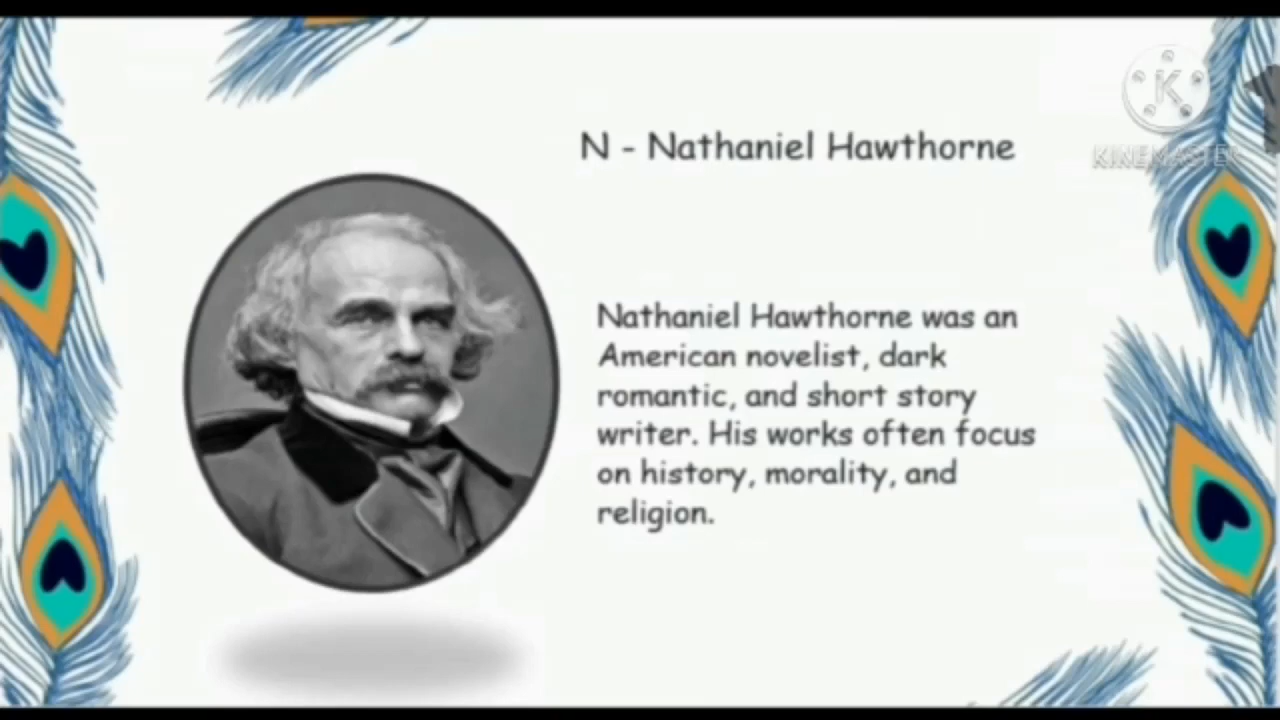 N - Nathaniel Hawthorne
K
KINEMASTER
Nathaniel Hawthorne was an
American novelist, dark
romantic, and short story
writer. His works often focus
on history, morality, and
religion.